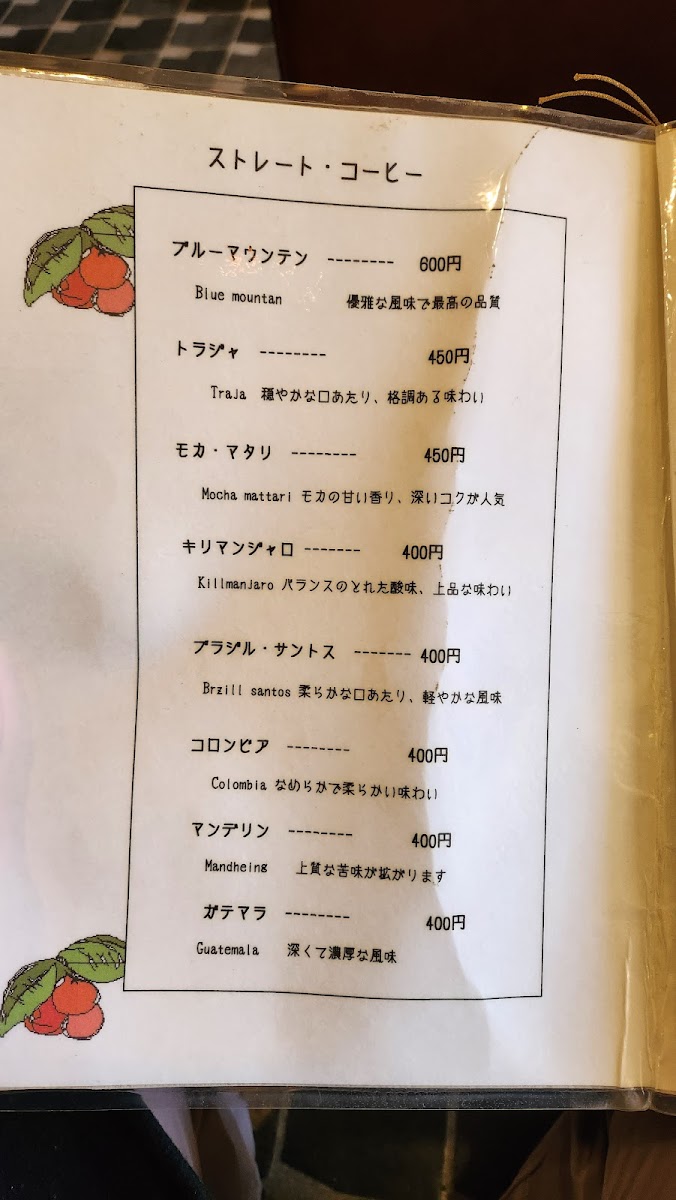 ストレート・コーヒー
ブルーマウンテン -------- 600円
Blue mountan 優雅な風味で最高の品質
トラジャ -------- 450円
TraJa 穏やかな口あたり、格調ある味わい
モカ・マタリ -------- 450円
Mocha mattari モカの甘い香り、深いコクが人気
キリマンジャロ ------- 400円
KillmanJaro バランスのとれた酸味、上品な味わい
ブラジル・サントス ------- 400円
Brzill santos 柔らかな口あたり、軽やかな風味
コロンビア -------- 400円
Colombia なめらかで柔らかい味わい
マンデリン -------- 400円
Mandheing 上質な苦味が拡がります
ガテマラ -------- 400円
Guatemala 深くて濃厚な風味